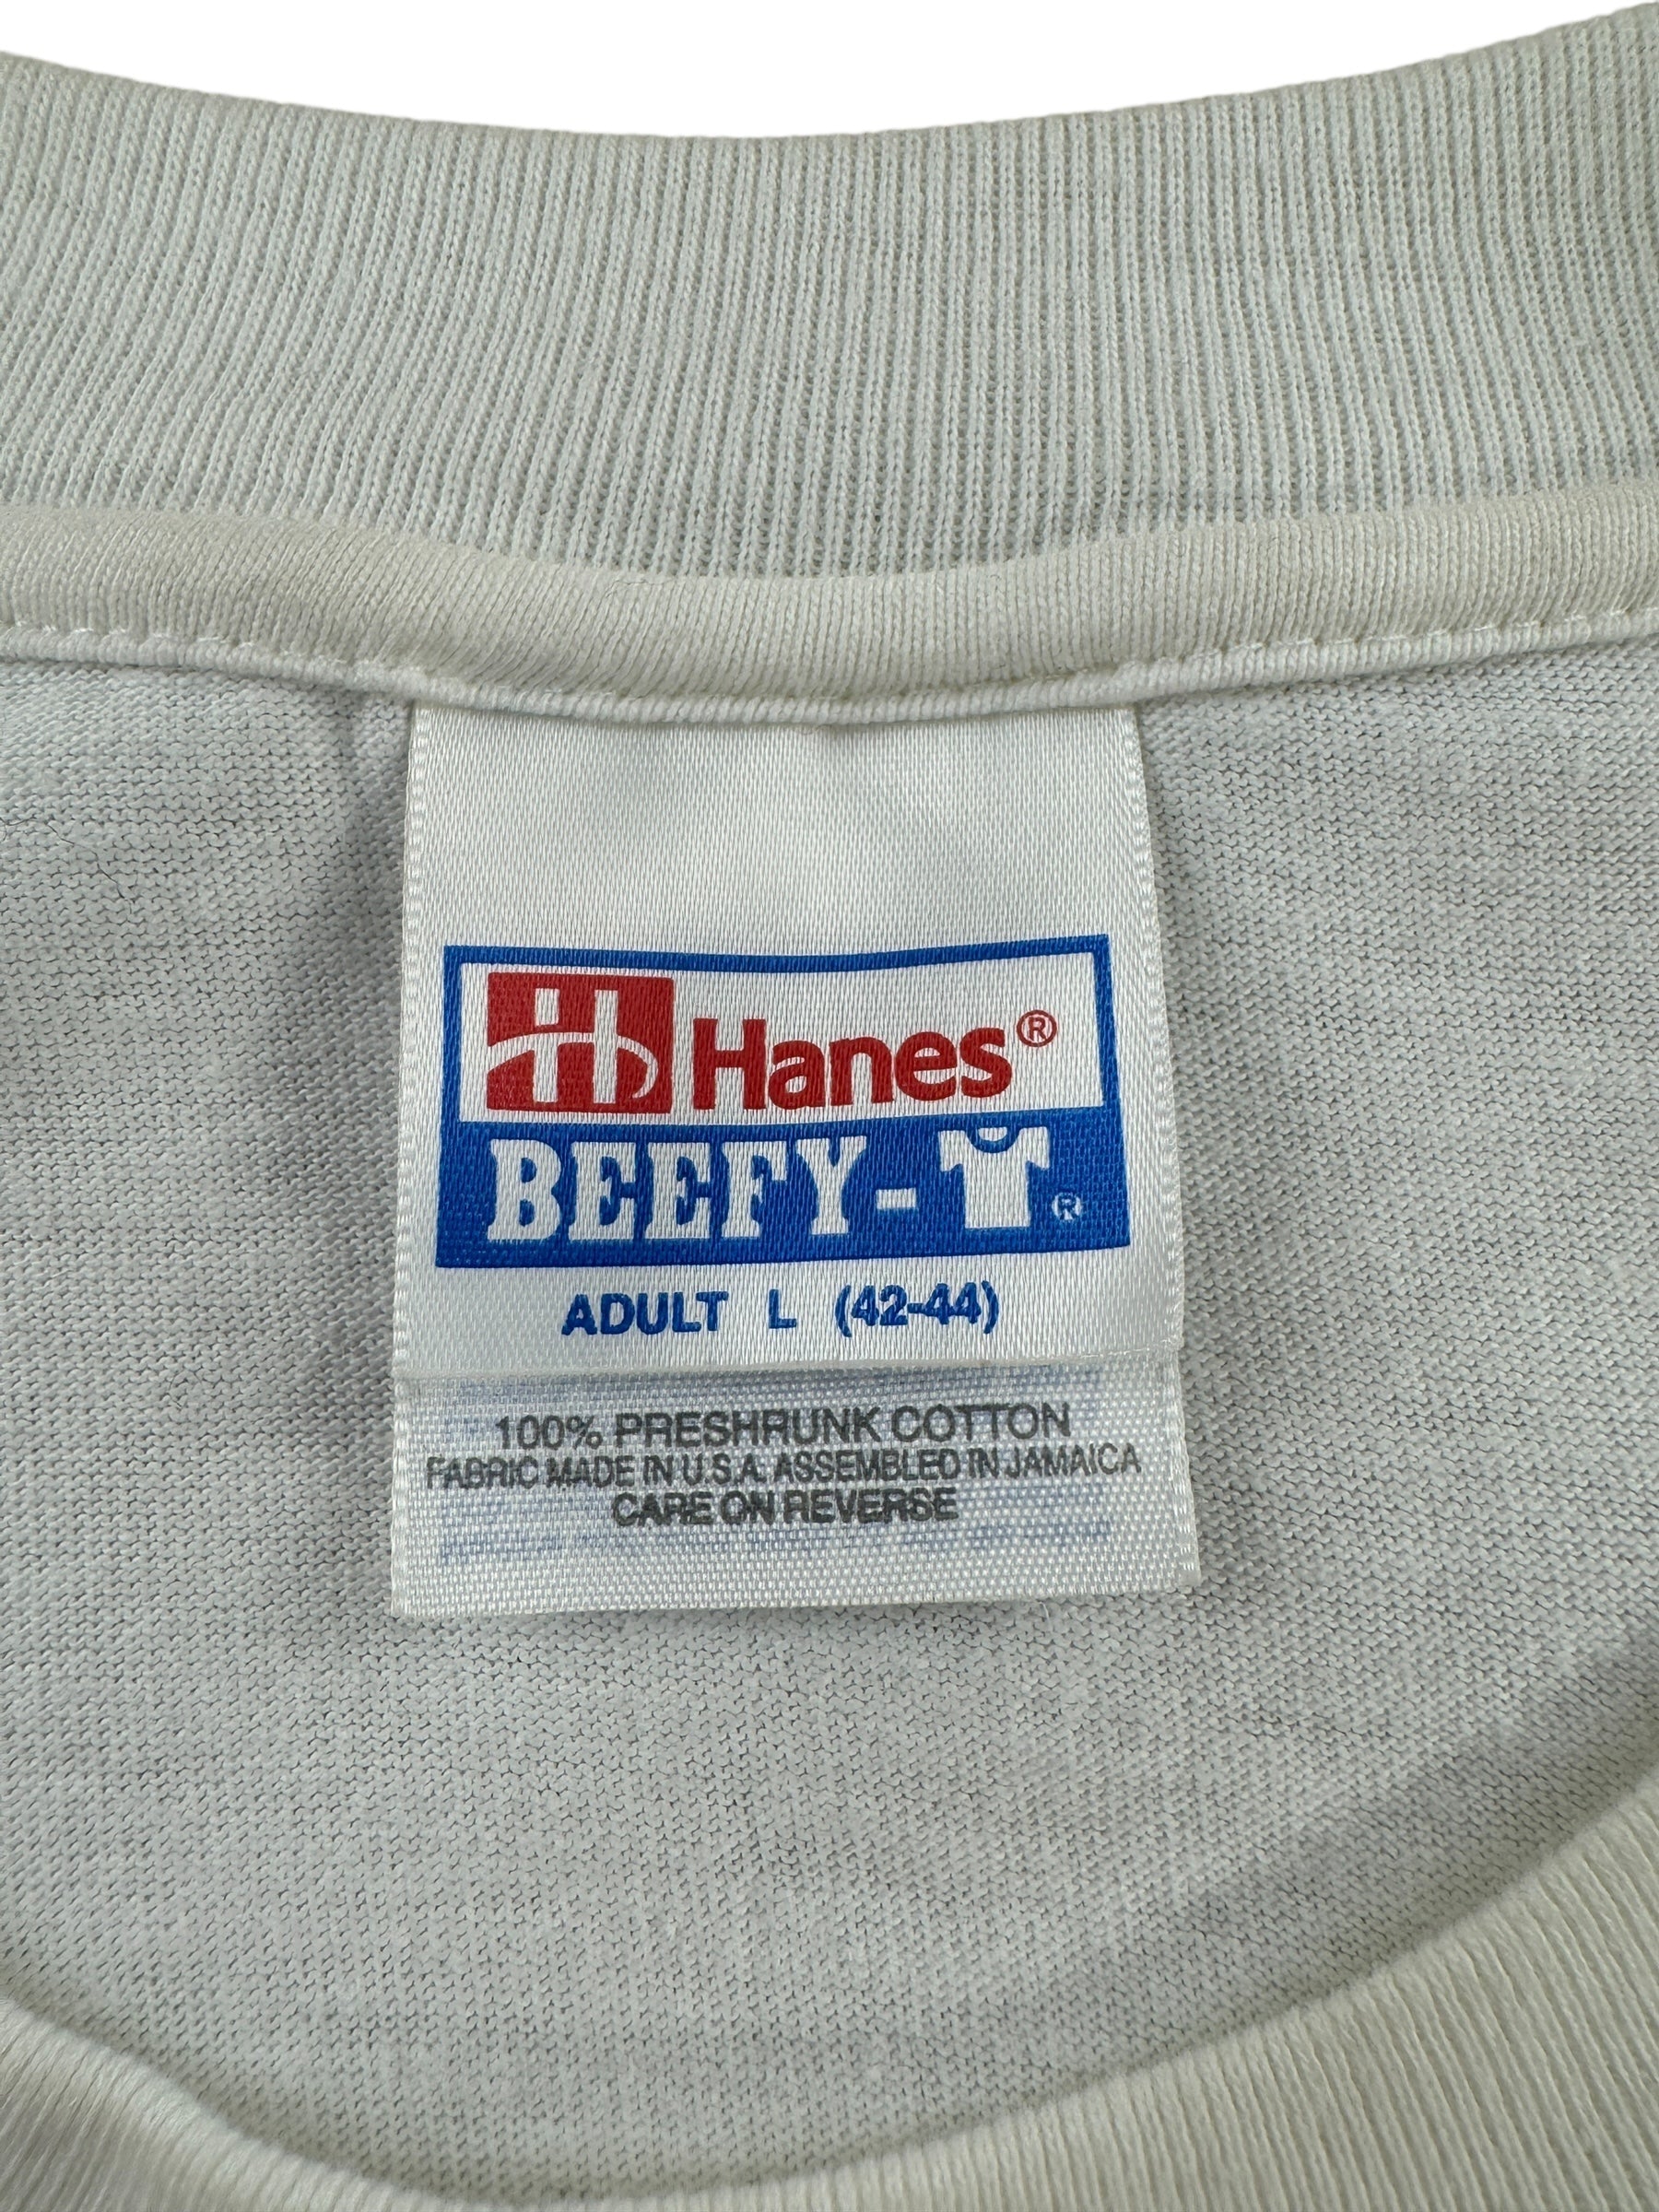 Hanes®
BEEFY-T®
ADULT L (42-44)
100% PRESHRUNK COTTON
FABRIC MADE IN U.S.A. ASSEMBLED IN JAMAICA
CARE ON REVERSE